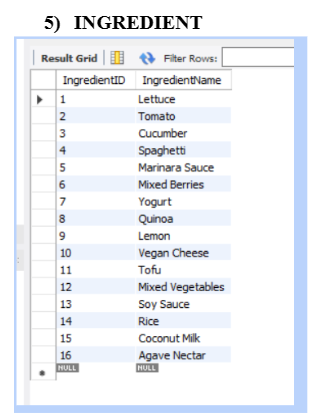 5) INGREDIENT
Result Grid Filter Rows:
IngredientID IngredientName
1 Lettuce
2 Tomato
3 Cucumber
4 Spaghetti
5 Marinara Sauce
6 Mixed Berries
7 Yogurt
8 Quinoa
9 Lemon
10 Vegan Cheese
11 Tofu
12 Mixed Vegetables
13 Soy Sauce
14 Rice
15 Coconut Milk
16 Agave Nectar
NULL NULL